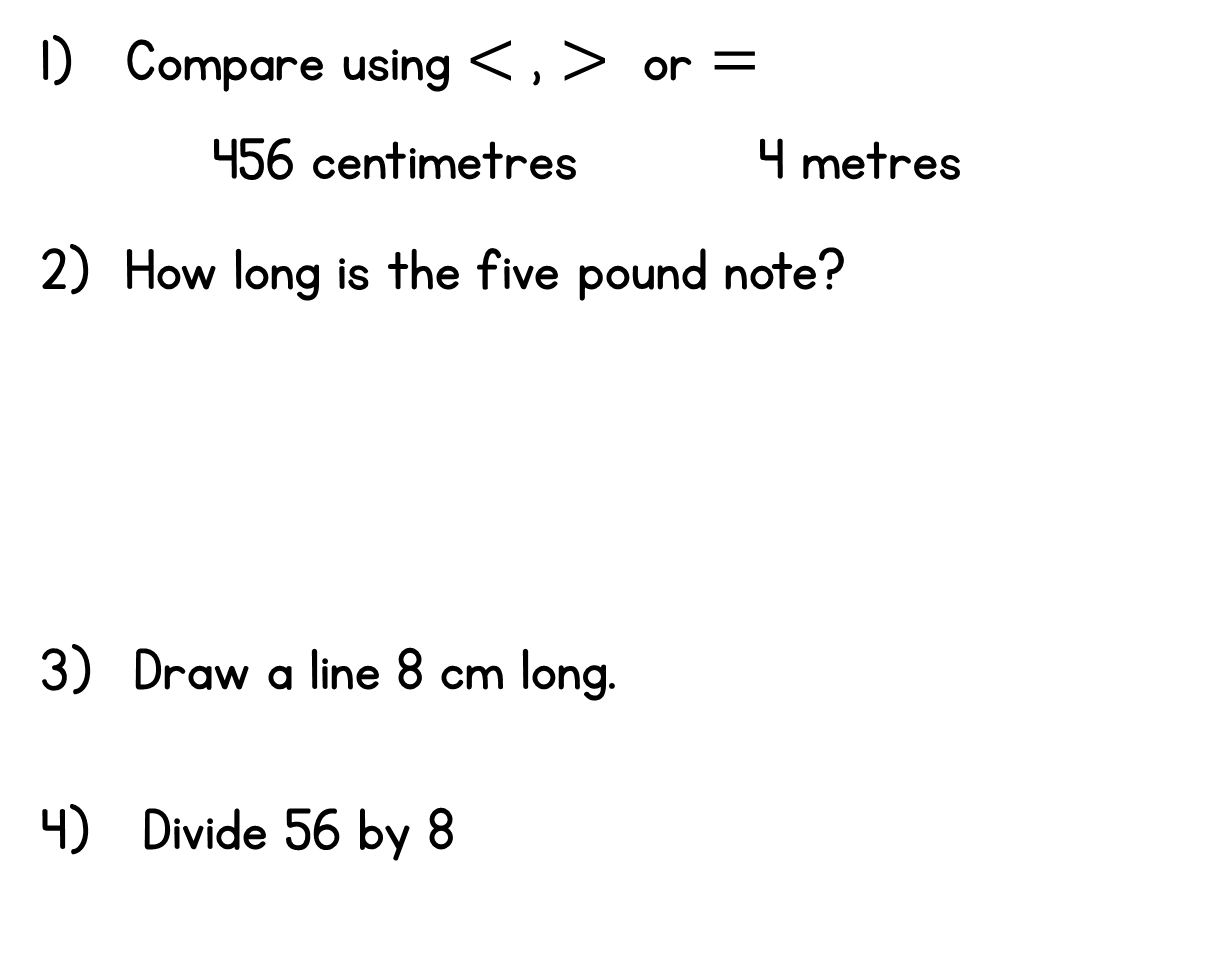 1) Compare using < , > or =
456 centimetres 4 metres
2) How long is the five pound note?
3) Draw a line 8 cm long.
4) Divide 56 by 8